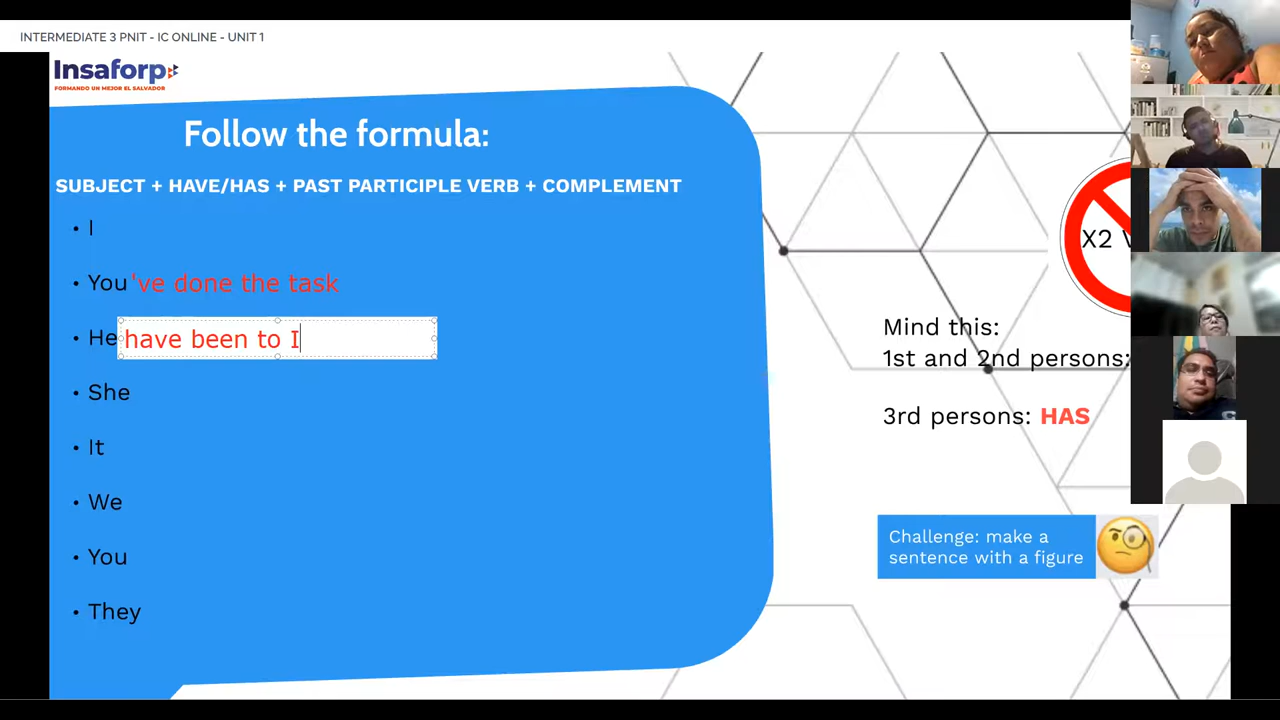 INTERMEDIATE 3 PNIT - IC ONLINE - UNIT 1
Insaforp
FORMANDO UN MEJOR EL SALVADOR
Follow the formula:
SUBJECT + HAVE/HAS + PAST PARTICIPLE VERB + COMPLEMENT
• I
• You've done the task
• He have been to I
• She
• It
• We
• You
• They
X2
Mind this:
1st and 2nd persons:
3rd persons: HAS
Challenge: make a
sentence with a figure